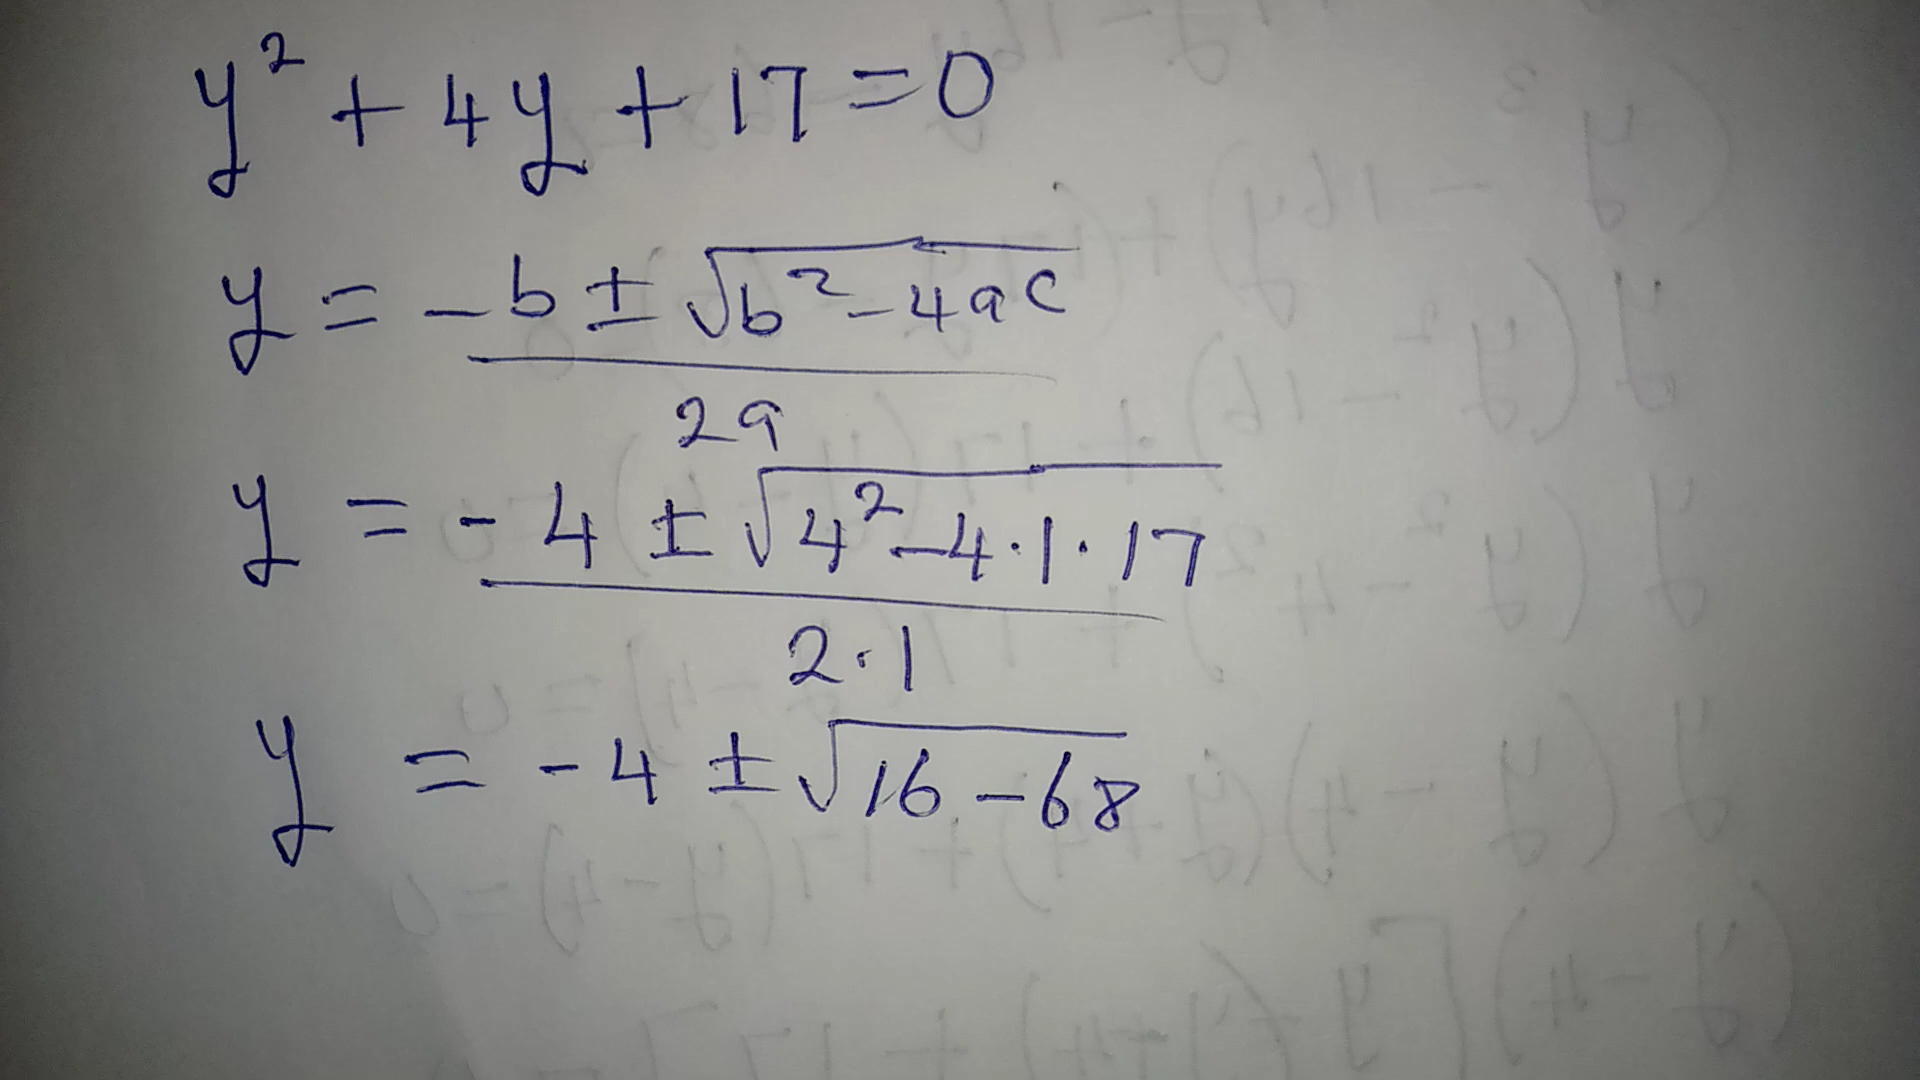 y² + 4y + 17 = 0
y = -b ± √b² - 4ac
2a
y = -4 ± √4² - 4·1·17
2·1
y = -4 ± √16 - 68